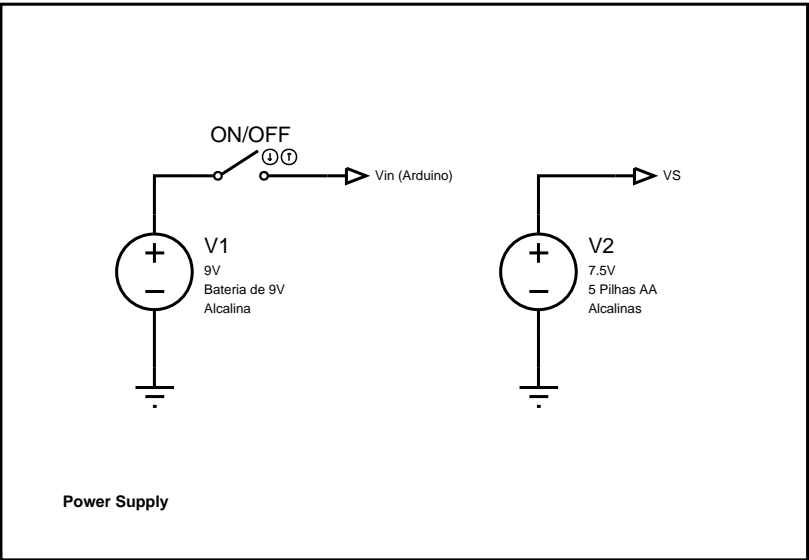 ON/OFF
Vin (Arduino)
V1
9V
Bateria de 9V
Alcalina
VS
V2
7.5V
5 Pilhas AA
Alcalinas
Power Supply